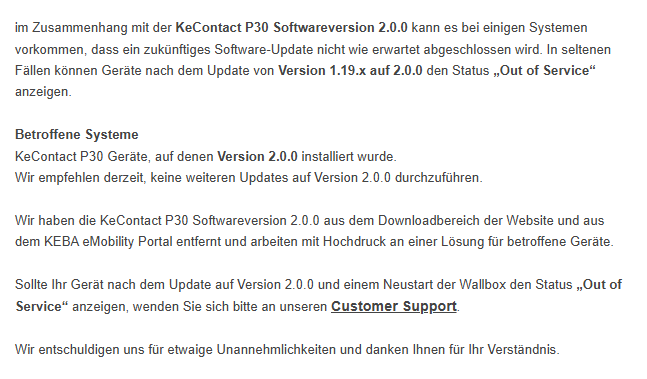 im Zusammenhang mit der KeContact P30 Softwareversion 2.0.0 kann es bei einigen Systemen
vorkommen, dass ein zukünftiges Software-Update nicht wie erwartet abgeschlossen wird. In seltenen
Fällen können Geräte nach dem Update von Version 1.19.x auf 2.0.0 den Status „Out of Service“
anzeigen.
Betroffene Systeme
KeContact P30 Geräte, auf denen Version 2.0.0 installiert wurde.
Wir empfehlen derzeit, keine weiteren Updates auf Version 2.0.0 durchzuführen.
Wir haben die KeContact P30 Softwareversion 2.0.0 aus dem Downloadbereich der Website und aus
dem KEBA eMobility Portal entfernt und arbeiten mit Hochdruck an einer Lösung für betroffene Geräte.
Sollte Ihr Gerät nach dem Update auf Version 2.0.0 und einem Neustart der Wallbox den Status „Out of
Service“ anzeigen, wenden Sie sich bitte an unseren Customer Support.
Wir entschuldigen uns für etwaige Unannehmlichkeiten und danken Ihnen für Ihr Verständnis.